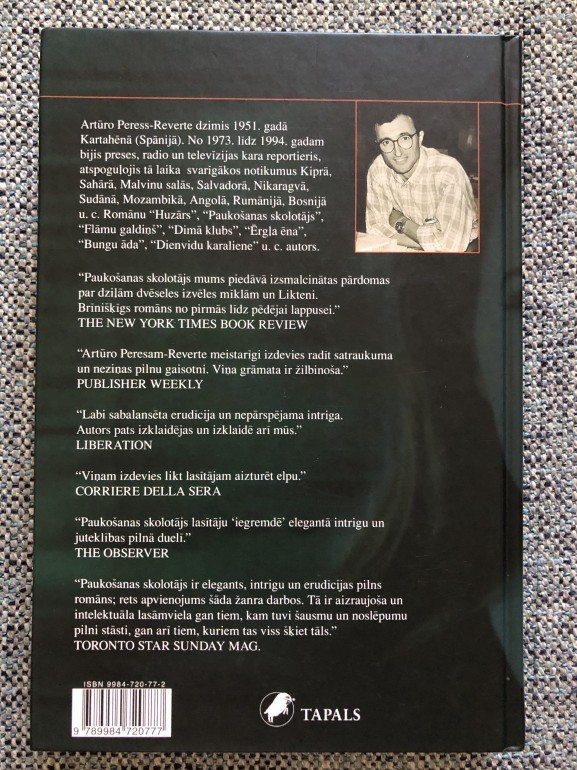 Artūro Peress-Reverte dzimis 1951. gadā
Kartahēnā (Spānijā). No 1973. līdz 1994. gadam
bijis preses, radio un televīzijas kara reportieris,
atspoguļojis tā laika svarīgākos notikumus Kiprā,
Sahārā, Malvinu salās, Salvadorā, Nikaragvā,
Sudānā, Mozambikā, Angolā, Rumānijā, Bosnijā
u. c. Romānu “Huzārs”, “Paukošanas skolotājs”,
“Flāmu galdiņš”, “Dimā klubs”, “Ērgļa ēna”,
“Bungu āda”, “Dienvidu karaliene” u. c. autors.
“Paukošanas skolotājs mums piedāvā izsmalcinātas pārdomas
par dziļām dvēseles izvēles mīklām un Likteni.
Brīnišķīgs romāns no pirmās līdz pēdējai lappusei.”
THE NEW YORK TIMES BOOK REVIEW
“Artūro Peresam-Reverte meistarīgi izdevies radīt satraukuma
un neziņas pilnu gaisotni. Viņa grāmata ir žilbinoša.”
PUBLISHER WEEKLY
“Labi sabalansēta erudīcija un nepārspējama intriga.
Autors pats izklaidējas un izklaidē arī mūs.”
LIBERATION
“Viņam izdevies likt lasītājam aizturēt elpu.”
CORRIERE DELLA SERA
“Paukošanas skolotājs lasītāju ‘iegremdē’ elegantā intrigu un
juteklības pilnā duelī.”
THE OBSERVER
“Paukošanas skolotājs ir elegants, intrigu un erudīcijas pilns
romāns; rets apvienojums šāda žanra darbos. Tā ir aizraujoša un
intelektuāla lasāmviela gan tiem, kam tuvi šausmu un noslēpumu
pilni stāsti, gan arī tiem, kuriem tas viss šķiet tāls.”
TORONTO STAR SUNDAY MAG.
ISBN 9984-720-77-2
9 789984 720777
TAPALS